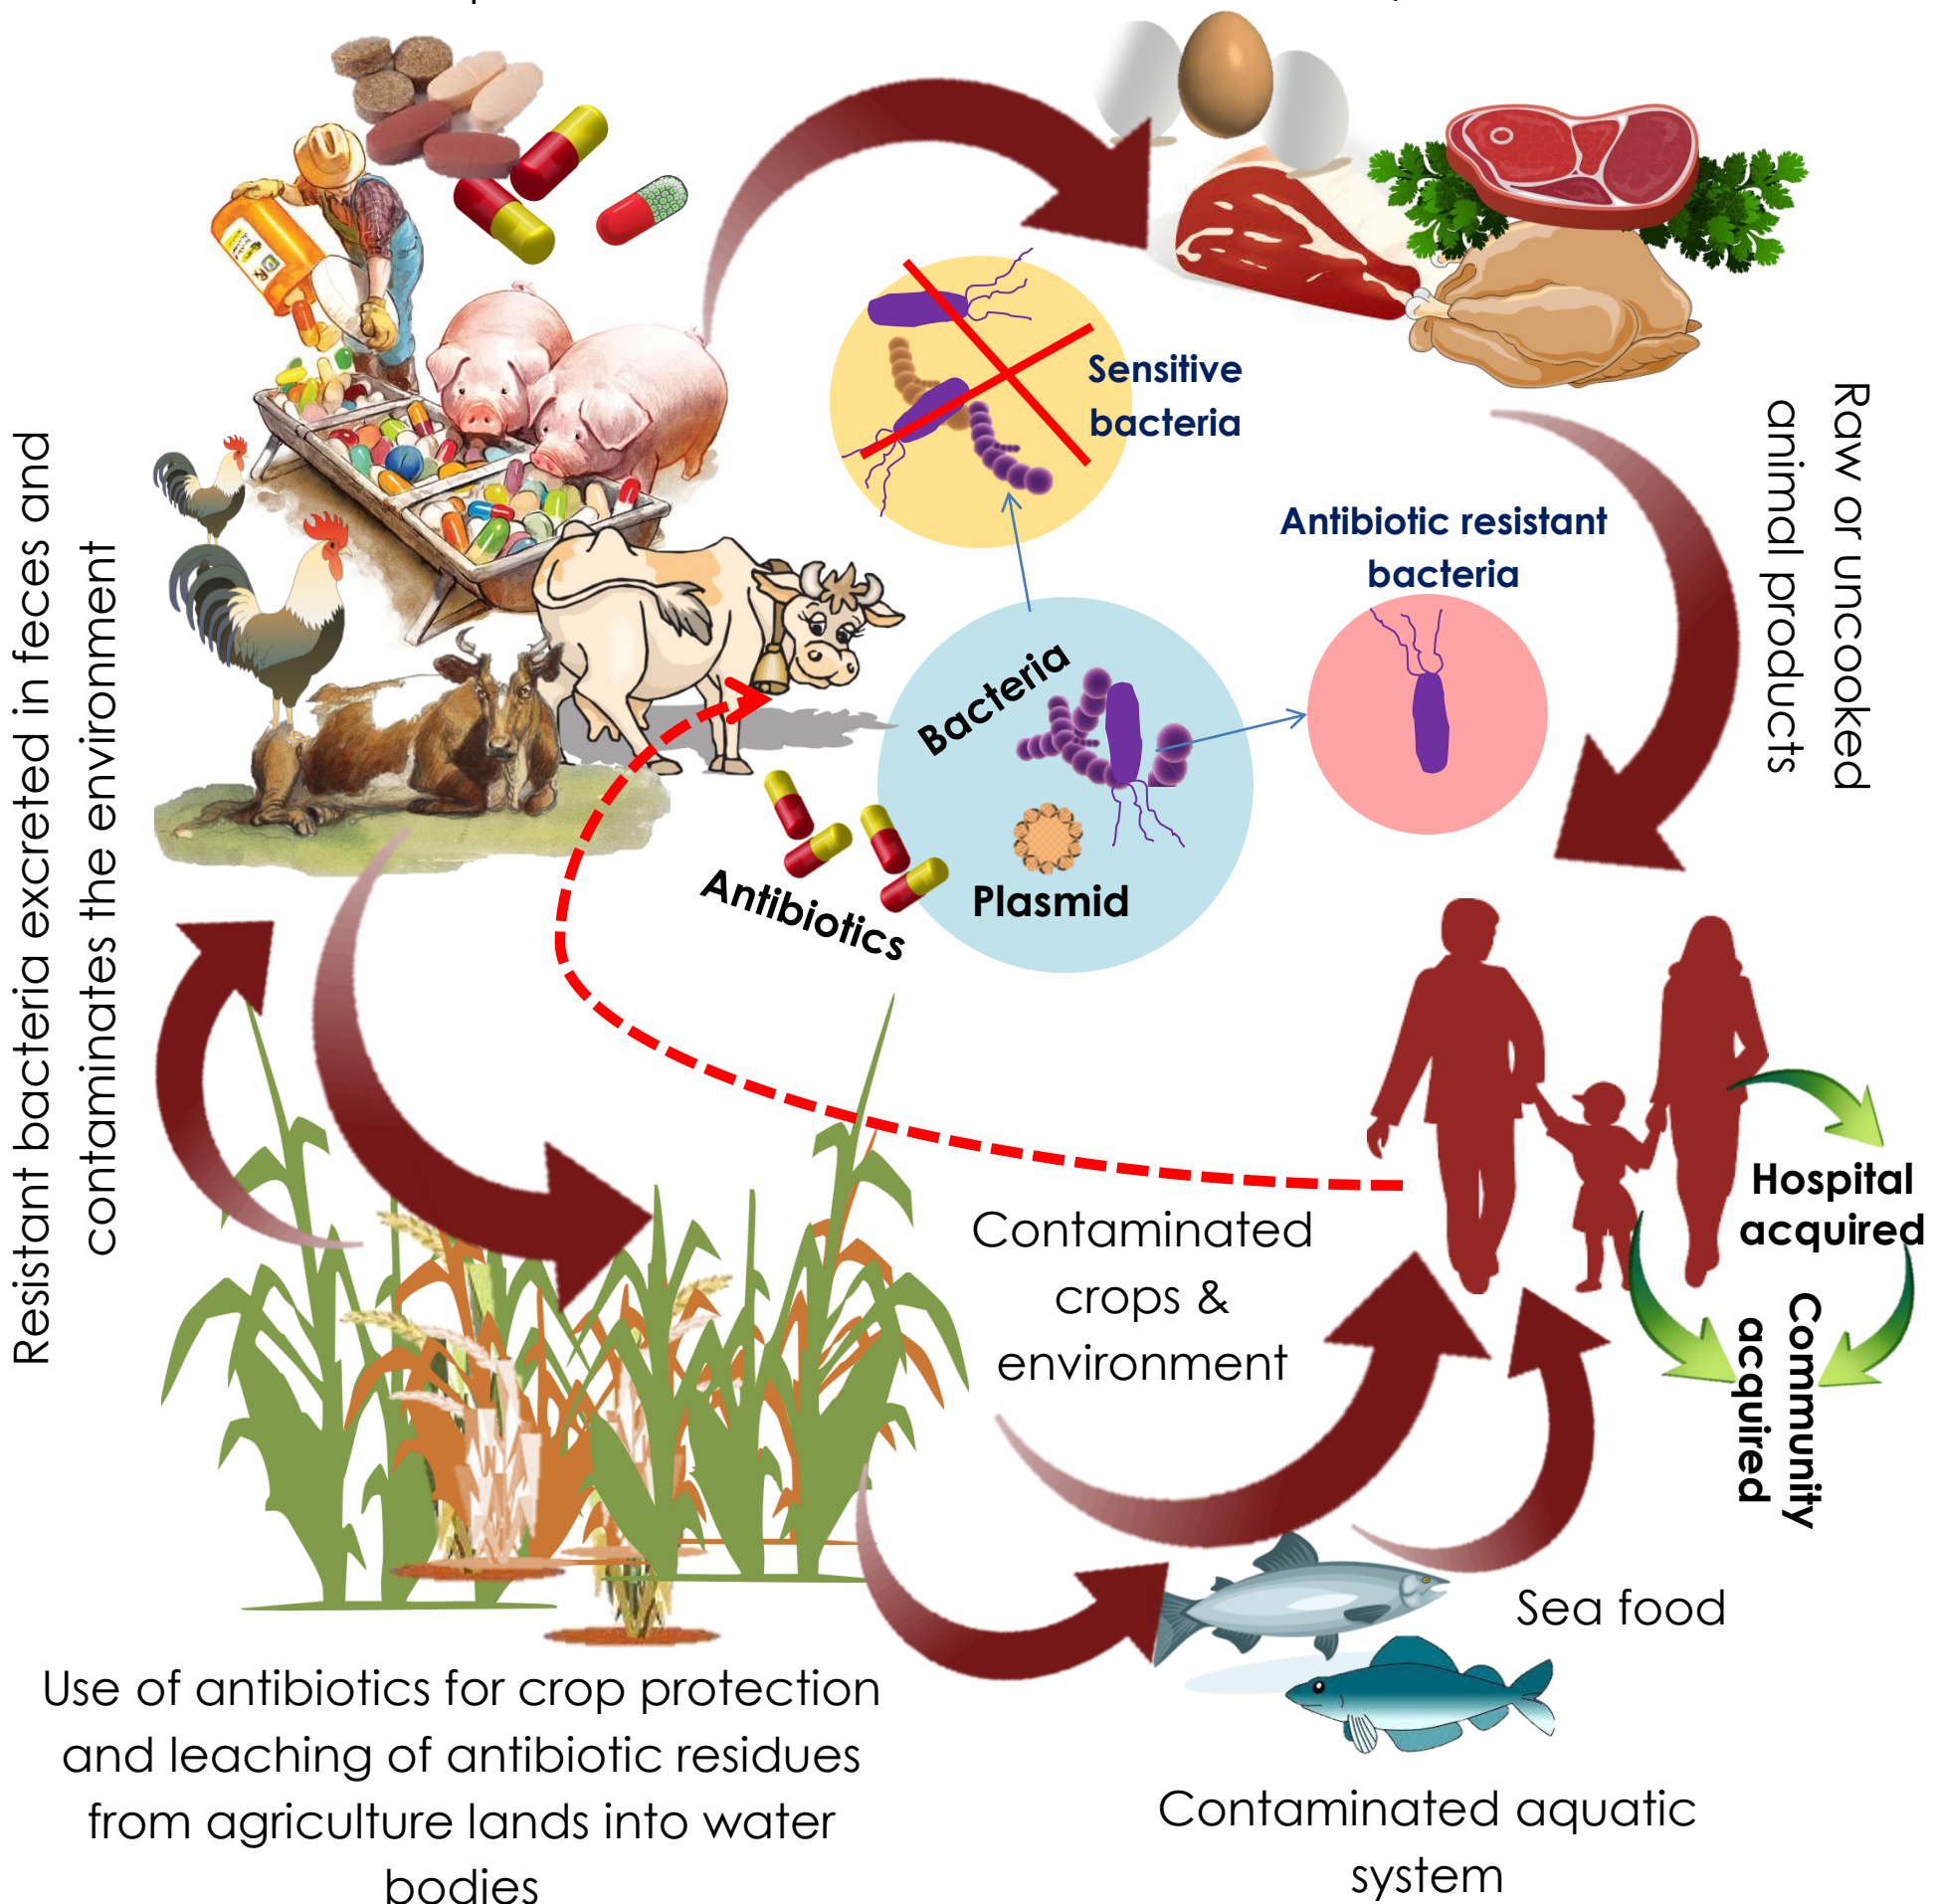 Sensitive
bacteria
Antibiotic resistant
bacteria
Raw or uncooked
animal products
Resistant bacteria excreted in feces and
contaminates the environment
Bacteria
Plasmid
Antibiotics
Hospital
acquired
Community
acquired
Contaminated
crops &
environment
Sea food
Use of antibiotics for crop protection
and leaching of antibiotic residues
from agriculture lands into water
bodies
Contaminated aquatic
system